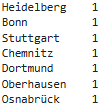 Heidelberg 1
Bonn 1
Stuttgart 1
Chemnitz 1
Dortmund 1
Oberhausen 1
Osnabrück 1